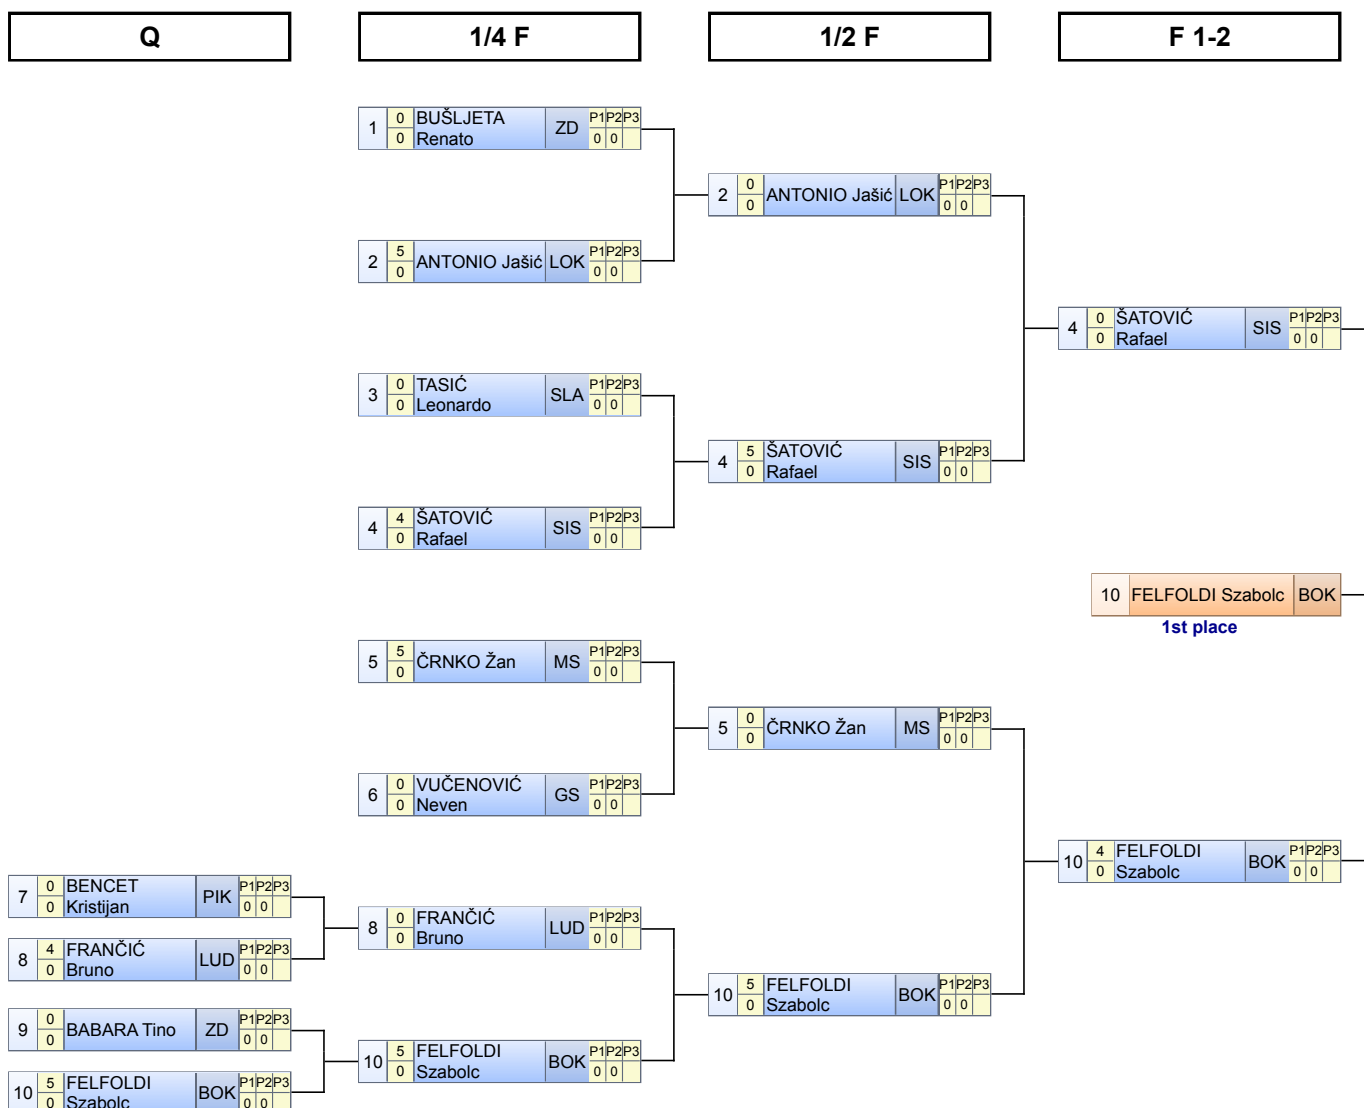 Q 1/4 F 1/2 F F 1-2
1 0 0 BUŠLJETA Renato ZD P1 P2 P3 0 0
2 0 0 ANTONIO Jašić LOK P1 P2 P3 0 0
2 5 0 ANTONIO Jašić LOK P1 P2 P3 0 0
4 0 0 ŠATOVIĆ Rafael SIS P1 P2 P3 0 0
3 0 0 TASIĆ Leonardo SLA P1 P2 P3 0 0
4 5 0 ŠATOVIĆ Rafael SIS P1 P2 P3 0 0
4 4 0 ŠATOVIĆ Rafael SIS P1 P2 P3 0 0
10 FELFOLDI Szabolc BOK
1st place
5 5 0 ČRNKO Žan MS P1 P2 P3 0 0
5 0 0 ČRNKO Žan MS P1 P2 P3 0 0
6 0 0 VUČENOVIĆ Neven GS P1 P2 P3 0 0
10 4 0 FELFOLDI Szabolc BOK P1 P2 P3 0 0
7 0 0 BENCET Kristijan PIK P1 P2 P3 0 0
8 0 0 FRANČIĆ Bruno LUD P1 P2 P3 0 0
8 4 0 FRANČIĆ Bruno LUD P1 P2 P3 0 0
10 5 0 FELFOLDI Szabolc BOK P1 P2 P3 0 0
9 0 0 BABARA Tino ZD P1 P2 P3 0 0
10 5 0 FELFOLDI Szabolc BOK P1 P2 P3 0 0
10 5 0 FELFOLDI Szabolc BOK P1 P2 P3 0 0